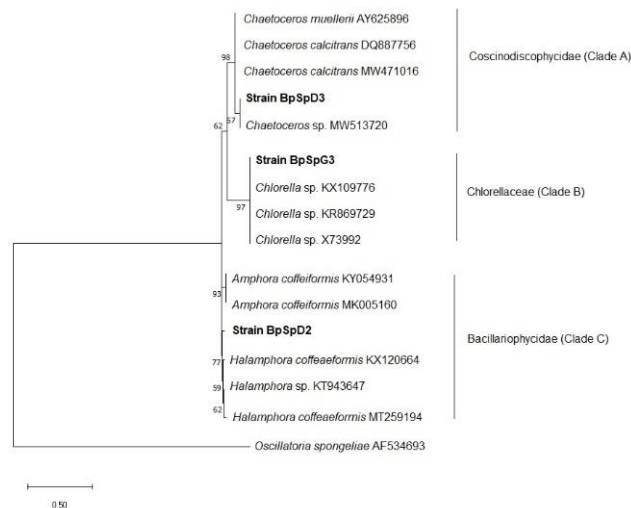 Chaetoceros muellerii AY625896
Chaetoceros calcitrans DQ887756
Chaetoceros calcitrans MW471016
98
Coscinodiscophycidae (Clade A)
Strain BpSpD3
57
Chaetoceros sp. MW513720
62
Strain BpSpG3
Chlorella sp. KX109776
Chlorellaceae (Clade B)
97
Chlorella sp. KR869729
Chlorella sp. X73992
Amphora coffeiformis KY054931
93
Amphora coffeiformis MK005160
Strain BpSpD2
Bacillariophycidae (Clade C)
77
Halamphora coffeaeformis KX120664
59
Halamphora sp. KT943647
62
Halamphora coffeaeformis MT259194
Oscillatoria spongeliae AF534693
0.50